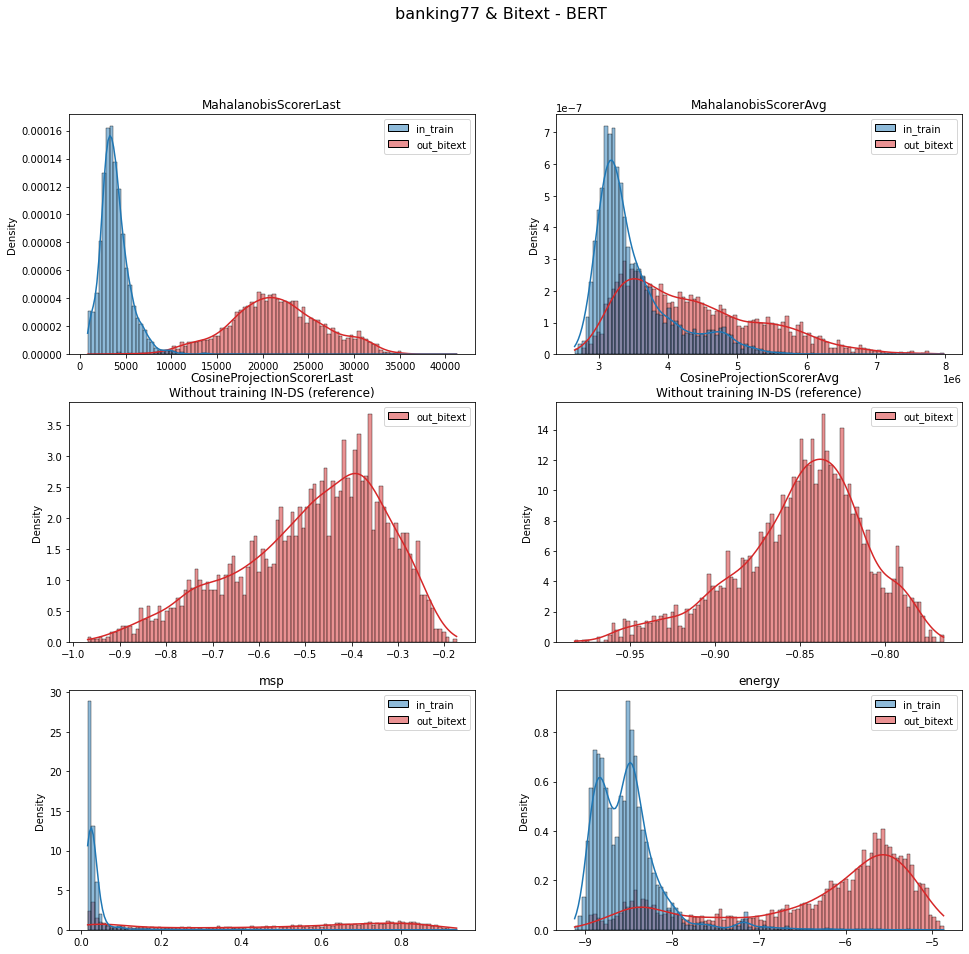 banking77 & Bitext - BERT
MahalanobisScorerLast
in_train
out_bitext
Density
0.00016
0.00014
0.00012
0.00010
0.00008
0.00006
0.00004
0.00002
0.00000
0 5000 10000 15000 20000 25000 30000 35000 40000
MahalanobisScorerAvg
1e−7
in_train
out_bitext
Density
7
6
5
4
3
2
1
0
3 4 5 6 7 8
1e6
CosineProjectionScorerLast
Without training IN-DS (reference)
out_bitext
Density
3.5
3.0
2.5
2.0
1.5
1.0
0.5
0.0
−1.0 −0.9 −0.8 −0.7 −0.6 −0.5 −0.4 −0.3 −0.2
CosineProjectionScorerAvg
Without training IN-DS (reference)
out_bitext
Density
14
12
10
8
6
4
2
0
−0.95 −0.90 −0.85 −0.80
msp
in_train
out_bitext
Density
30
25
20
15
10
5
0
0.0 0.2 0.4 0.6 0.8
energy
in_train
out_bitext
Density
0.8
0.6
0.4
0.2
0.0
−9 −8 −7 −6 −5